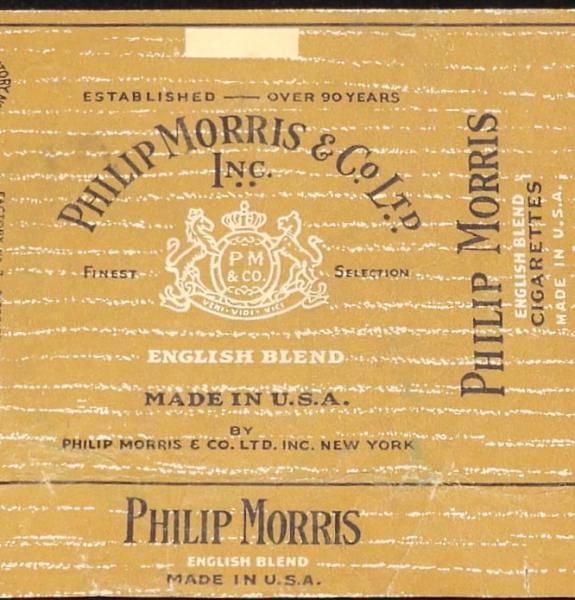 ESTABLISHED — OVER 90 YEARS
PHILIP MORRIS & CO. LTD
INC.
P M
& CO.
FINEST
SELECTION
VENI · VIDI · VICI
ENGLISH BLEND
MADE IN U.S.A.
BY
PHILIP MORRIS & CO. LTD. INC. NEW YORK
PHILIP MORRIS
ENGLISH BLEND
MADE IN U.S.A.
PHILIP MORRIS
ENGLISH BLEND
CIGARETTES
MADE IN U.S.A.